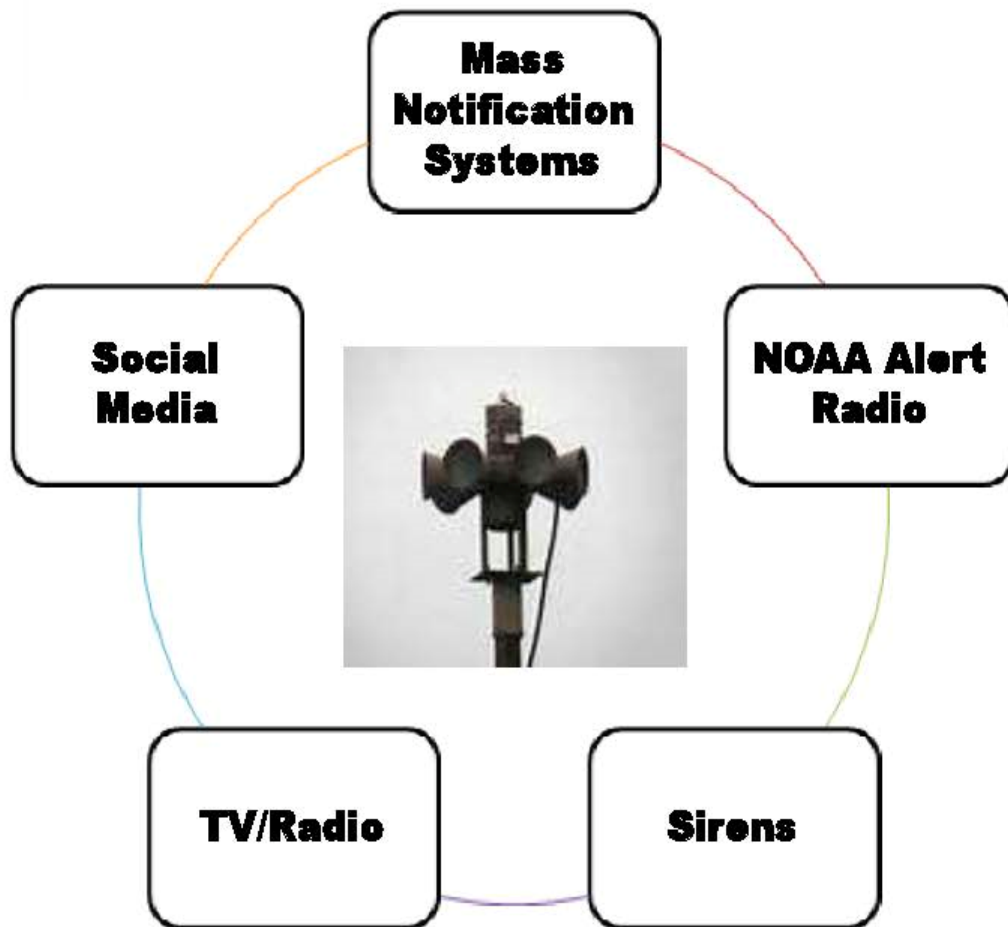 Mass
Notification
Systems
Social
Media
NOAA Alert
Radio
TV/Radio
Sirens